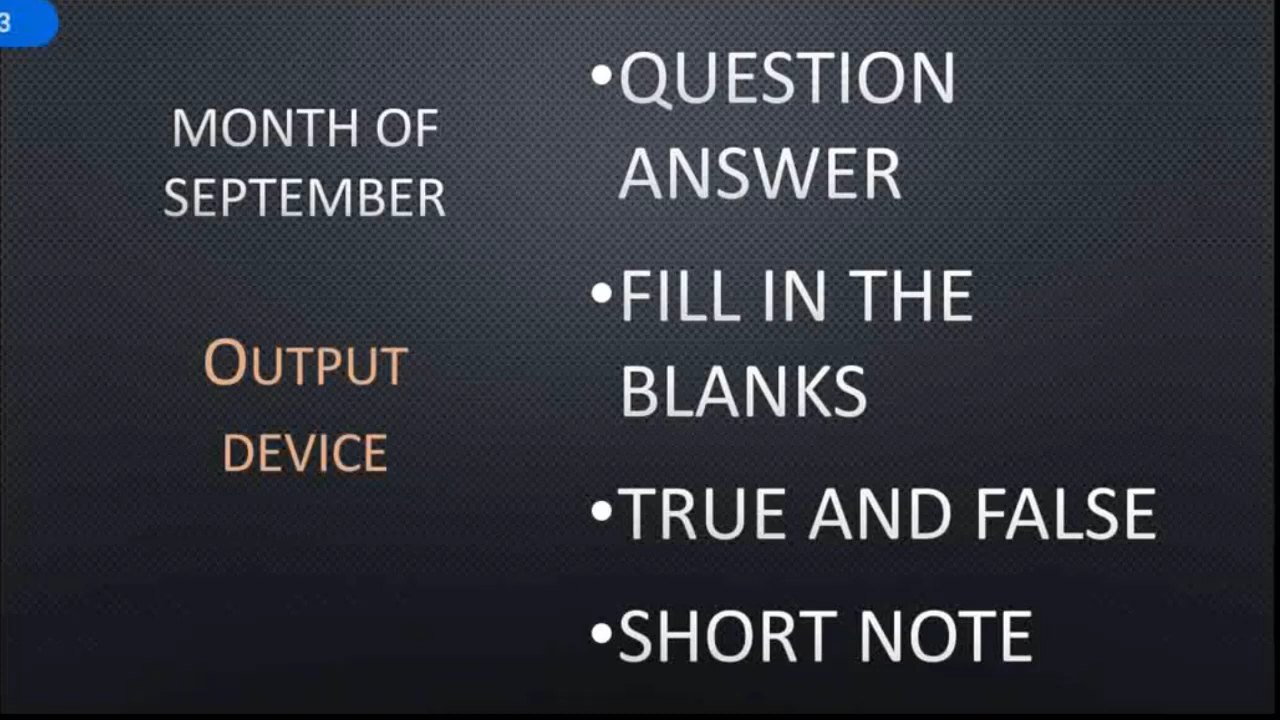 3
MONTH OF
SEPTEMBER
OUTPUT
DEVICE
•QUESTION
ANSWER
•FILL IN THE
BLANKS
•TRUE AND FALSE
•SHORT NOTE